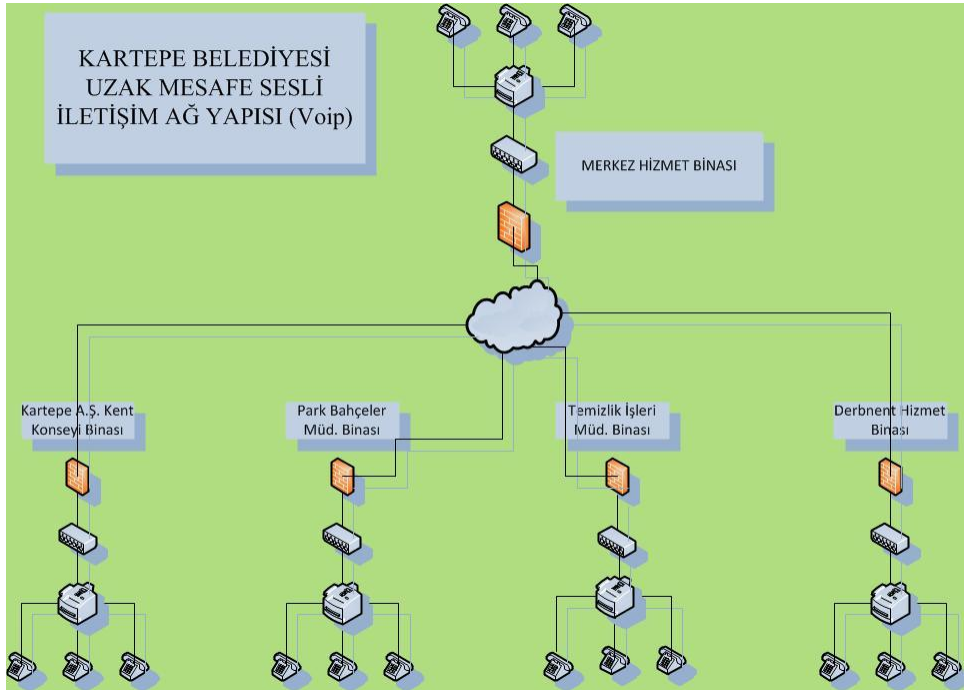 KARTEPE BELEDİYESİ
UZAK MESAFE SESLİ
İLETİŞİM AĞ YAPISI (Voip)
MERKEZ HİZMET BİNASI
Kartepe A.Ş. Kent
Konseyi Binası
Park Bahçeler
Müd. Binası
Temizlik İşleri
Müd. Binası
Derbnent Hizmet
Binası